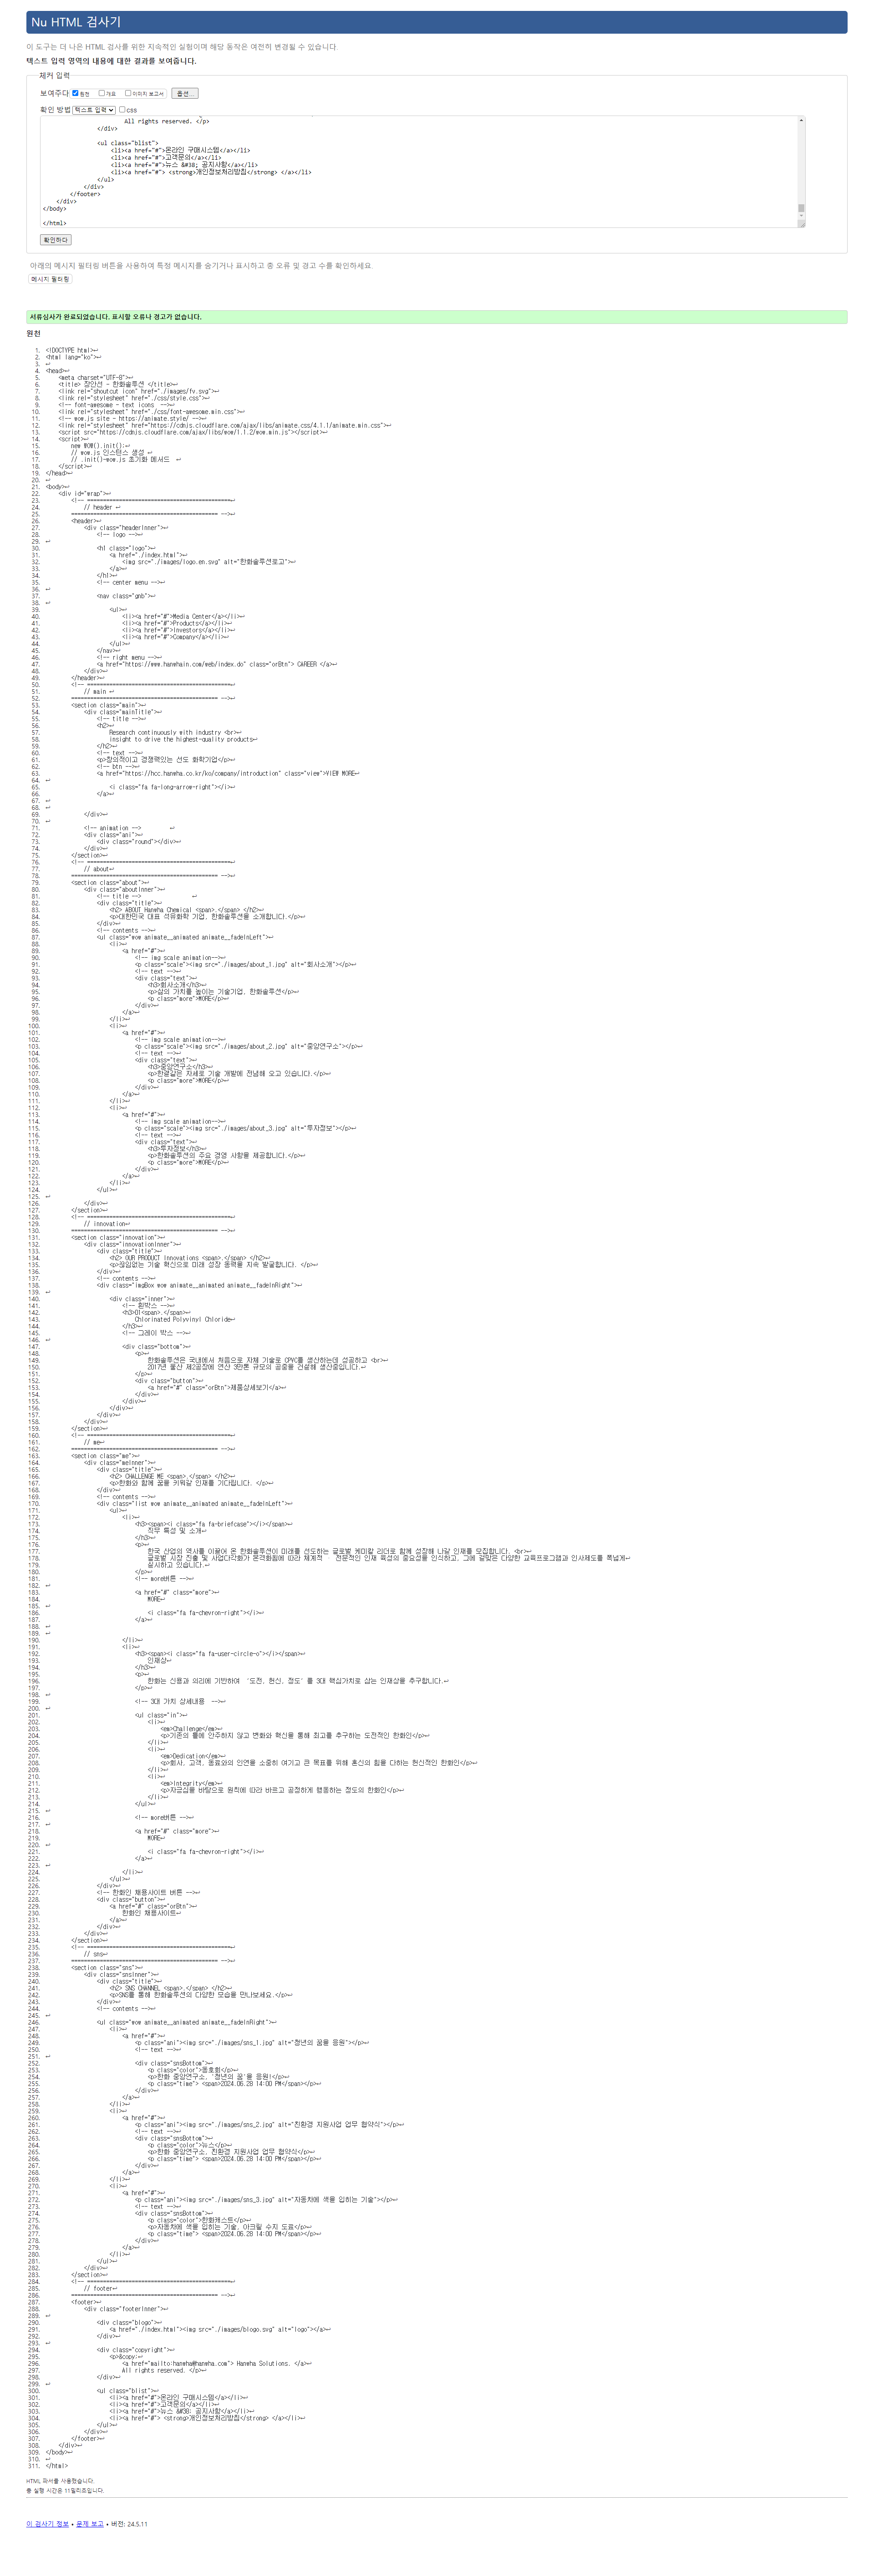 Nu HTML 검사기
이 도구는 더 나은 HTML 검사를 위한 지속적인 실험이며 해당 동작은 여전히 변경될 수 있습니다.
텍스트 입력 영역의 내용에 대한 결과를 보여줍니다.
체커 입력
보여주다 원천 개요 이미지 보고서 옵션...
확인 방법 텍스트 입력 css
All rights reserved. </p>
</div>
<ul class="blist">
<li><a href="#">온라인 구매시스템</a></li>
<li><a href="#">고객문의</a></li>
<li><a href="#">뉴스 &#38; 공지사항</a></li>
<li><a href="#"> <strong>개인정보처리방침</strong> </a></li>
</ul>
</div>
</footer>
</div>
</body>
</html>
확인하다
아래의 메시지 필터링 버튼을 사용하여 특정 메시지를 숨기거나 표시하고 총 오류 및 경고 수를 확인하세요.
메시지 필터링
서류심사가 완료되었습니다. 표시할 오류나 경고가 없습니다.
원천
1. <!DOCTYPE html>↩
2. <html lang="ko">↩
3. ↩
4. <head>↩
5. <meta charset="UTF-8">↩
6. <title> 장안선 - 한화솔루션 </title>↩
7. <link rel="shoutcut icon" href="./images/fv.svg">↩
8. <link rel="stylesheet" href="./css/style.css">↩
9. <!-- font-awesome - text icons -->↩
10. <link rel="stylesheet" href="./css/font-awesome.min.css">↩
11. <!-- wow.js site - https://animate.style/ -->↩
12. <link rel="stylesheet" href="https://cdnjs.cloudflare.com/ajax/libs/animate.css/4.1.1/animate.min.css">↩
13. <script src="https://cdnjs.cloudflare.com/ajax/libs/wow/1.1.2/wow.min.js"></script>↩
14. <script>↩
15. new WOW().init();↩
16. // wow.js 인스턴스 생성 ↩
17. // .init()-wow.js 초기화 메서드 ↩
18. </script>↩
19. </head>↩
20. ↩
21. <body>↩
22. <div id="wrap">↩
23. <!-- =============================================↩
24. // header ↩
25. ============================================== -->↩
26. <header>↩
27. <div class="headerInner">↩
28. <!-- logo -->↩
29. ↩
30. <h1 class="logo">↩
31. <a href="./index.html">↩
32. <img src="./images/logo.en.svg" alt="한화솔루션로고">↩
33. </a>↩
34. </h1>↩
35. <!-- center menu -->↩
36. ↩
37. <nav class="gnb">↩
38. ↩
39. <ul>↩
40. <li><a href="#">Media Center</a></li>↩
41. <li><a href="#">Products</a></li>↩
42. <li><a href="#">Investors</a></li>↩
43. <li><a href="#">Company</a></li>↩
44. </ul>↩
45. </nav>↩
46. <!-- right menu -->↩
47. <a href="https://www.hanwhain.com/web/index.do" class="orBtn"> CAREER </a>↩
48. </div>↩
49. </header>↩
50. <!-- =============================================↩
51. // main ↩
52. ============================================== -->↩
53. <section class="main">↩
54. <div class="mainTitle">↩
55. <!-- title -->↩
56. <h2>↩
57. Research continuously with industry <br>↩
58. insight to drive the highest-quality products↩
59. </h2>↩
60. <!-- text -->↩
61. <p>창의적이고 경쟁력있는 선도 화학기업</p>↩
62. <!-- btn -->↩
63. <a href="https://hcc.hanwha.co.kr/ko/company/introduction" class="view">VIEW MORE↩
64. ↩
65. <i class="fa fa-long-arrow-right"></i>↩
66. </a>↩
67. ↩
68. ↩
69. </div>↩
70. ↩
71. <!-- animation --> ↩
72. <div class="ani">↩
73. <div class="round"></div>↩
74. </div>↩
75. </section>↩
76. <!-- =============================================↩
77. // about↩
78. ============================================== -->↩
79. <section class="about">↩
80. <div class="aboutInner">↩
81. <!-- title --> ↩
82. <div class="title">↩
83. <h2> ABOUT Hanwha Chemical <span>.</span> </h2>↩
84. <p>대한민국 대표 석유화학 기업, 한화솔루션을 소개합니다.</p>↩
85. </div>↩
86. <!-- contents -->↩
87. <ul class="wow animate__animated animate__fadeInLeft">↩
88. <li>↩
89. <a href="#">↩
90. <!-- img scale animation-->↩
91. <p class="scale"><img src="./images/about_1.jpg" alt="회사소개"></p>↩
92. <!-- text -->↩
93. <div class="text">↩
94. <h3>회사소개</h3>↩
95. <p>삶의 가치를 높이는 기술기업, 한화솔루션</p>↩
96. <p class="more">MORE</p>↩
97. </div>↩
98. </a>↩
99. </li>↩
100. <li>↩
101. <a href="#">↩
102. <!-- img scale animation-->↩
103. <p class="scale"><img src="./images/about_2.jpg" alt="중앙연구소"></p>↩
104. <!-- text -->↩
105. <div class="text">↩
106. <h3>중앙연구소</h3>↩
107. <p>한결같은 자세로 기술 개발에 전념해 오고 있습니다.</p>↩
108. <p class="more">MORE</p>↩
109. </div>↩
110. </a>↩
111. </li>↩
112. <li>↩
113. <a href="#">↩
114. <!-- img scale animation-->↩
115. <p class="scale"><img src="./images/about_3.jpg" alt="투자정보"></p>↩
116. <!-- text -->↩
117. <div class="text">↩
118. <h3>투자정보</h3>↩
119. <p>한화솔루션의 주요 경영 사항을 제공합니다.</p>↩
120. <p class="more">MORE</p>↩
121. </div>↩
122. </a>↩
123. </li>↩
124. </ul>↩
125. ↩
126. </div>↩
127. </section>↩
128. <!-- =============================================↩
129. // innovation↩
130. ============================================== -->↩
131. <section class="innovation">↩
132. <div class="innovationInner">↩
133. <div class="title">↩
134. <h2> OUR PRODUCT Innovations <span>.</span> </h2>↩
135. <p>끊임없는 기술 혁신으로 미래 성장 동력을 지속 발굴합니다. </p>↩
136. </div>↩
137. <!-- contents -->↩
138. <div class="imgBox wow animate__animated animate__fadeInRight">↩
139. ↩
140. <div class="inner">↩
141. <!-- 흰박스 -->↩
142. <h3>01<span>.</span>↩
143. Chlorinated Polyvinyl Chloride↩
144. </h3>↩
145. <!-- 그레이 박스 -->↩
146. ↩
147. <div class="bottom">↩
148. <p>↩
149. 한화솔루션은 국내에서 처음으로 자체 기술로 CPVC를 생산하는데 성공하고 <br>↩
150. 2017년 울산 제2공장에 연산 3만톤 규모의 공장을 건설해 생산중입니다.↩
151. </p>↩
152. <div class="button">↩
153. <a href="#" class="orBtn">제품상세보기</a>↩
154. </div>↩
155. </div>↩
156. </div>↩
157. </div>↩
158. </div>↩
159. </section>↩
160. <!-- =============================================↩
161. // me↩
162. ============================================== -->↩
163. <section class="me">↩
164. <div class="meInner">↩
165. <div class="title">↩
166. <h2> CHALLENGE ME <span>.</span> </h2>↩
167. <p>한화와 함께 꿈을 키워갈 인재를 기다립니다. </p>↩
168. </div>↩
169. <!-- contents -->↩
170. <div class="list wow animate__animated animate__fadeInLeft">↩
171. <ul>↩
172. <li>↩
173. <h3><span><i class="fa fa-briefcase"></i></span>↩
174. 직무 특성 및 소개↩
175. </h3>↩
176. <p>↩
177. 한국 산업의 역사를 이끌어 온 한화솔루션이 미래를 선도하는 글로벌 케미칼 리더로 함께 성장해 나갈 인재를 모집합니다. <br>↩
178. 글로벌 시장 진출 및 사업다각화가 본격화됨에 따라 체계적 전문적인 인재 육성의 중요성을 인식하고, 그에 걸맞은 다양한 교육프로그램과 인사제도를 폭넓게↩
179. 실시하고 있습니다.↩
180. </p>↩
181. <!-- more버튼 -->↩
182. ↩
183. <a href="#" class="more">↩
184. MORE↩
185. ↩
186. <i class="fa fa-chevron-right"></i>↩
187. </a>↩
188. ↩
189. ↩
190. </li>↩
191. <li>↩
192. <h3><span><i class="fa fa-user-circle-o"></i></span>↩
193. 인재상↩
194. </h3>↩
195. <p>↩
196. 한화는 신용과 의리에 기반하여 '도전, 헌신, 정도' 를 3대 핵심가치로 삼는 인재상을 추구합니다.↩
197. </p>↩
198. ↩
199. <!-- 3대 가치 상세내용 -->↩
200. ↩
201. <ul class="in">↩
202. <li>↩
203. <em>Challenge</em>↩
204. <p>기존의 틀에 안주하지 않고 변화와 혁신을 통해 최고를 추구하는 도전적인 한화인</p>↩
205. </li>↩
206. <li>↩
207. <em>Dedication</em>↩
208. <p>회사, 고객, 동료와의 인연을 소중히 여기고 큰 목표를 위해 혼신의 힘을 다하는 헌신적인 한화인</p>↩
209. </li>↩
210. <li>↩
211. <em>Integrity</em>↩
212. <p>자긍심을 바탕으로 원칙에 따라 바르고 공정하게 행동하는 정도의 한화인</p>↩
213. </li>↩
214. </ul>↩
215. ↩
216. <!-- more버튼 -->↩
217. ↩
218. <a href="#" class="more">↩
219. MORE↩
220. ↩
221. <i class="fa fa-chevron-right"></i>↩
222. </a>↩
223. ↩
224. </li>↩
225. </ul>↩
226. </div>↩
227. <!-- 한화인 채용사이트 버튼 -->↩
228. <div class="button">↩
229. <a href="#" class="orBtn">↩
230. 한화인 채용사이트↩
231. </a>↩
232. </div>↩
233. </div>↩
234. </section>↩
235. <!-- =============================================↩
236. // sns↩
237. ============================================== -->↩
238. <section class="sns">↩
239. <div class="snsInner">↩
240. <div class="title">↩
241. <h2> SNS CHANNEL <span>.</span> </h2>↩
242. <p>SNS를 통해 한화솔루션의 다양한 모습을 만나보세요.</p>↩
243. </div>↩
244. <!-- contents -->↩
245. ↩
246. <ul class="wow animate__animated animate__fadeInRight">↩
247. <li>↩
248. <a href="#">↩
249. <p class="ani"><img src="./images/sns_1.jpg" alt="청년의 꿈을 응원"></p>↩
250. <!-- text -->↩
251. ↩
252. <div class="snsBottom">↩
253. <p class="color">동호회</p>↩
254. <p>한화 중앙연구소, '청년의 꿈'을 응원!</p>↩
255. <p class="time"> <span>2024.06.28 14:00 PM</span></p>↩
256. </div>↩
257. </a>↩
258. </li>↩
259. <li>↩
260. <a href="#">↩
261. <p class="ani"><img src="./images/sns_2.jpg" alt="친환경 지원사업 업무 협약식"></p>↩
262. <!-- text -->↩
263. <div class="snsBottom">↩
264. <p class="color">뉴스</p>↩
265. <p>한화 중앙연구소, 친환경 지원사업 업무 협약식</p>↩
266. <p class="time"> <span>2024.06.28 14:00 PM</span></p>↩
267. </div>↩
268. </a>↩
269. </li>↩
270. <li>↩
271. <a href="#">↩
272. <p class="ani"><img src="./images/sns_3.jpg" alt="자동차에 색을 입히는 기술"></p>↩
273. <!-- text -->↩
274. <div class="snsBottom">↩
275. <p class="color">한화캐스트</p>↩
276. <p>자동차에 색을 입히는 기술, 아크릴 수지 도료</p>↩
277. <p class="time"> <span>2024.06.28 14:00 PM</span></p>↩
278. </div>↩
279. </a>↩
280. </li>↩
281. </ul>↩
282. </div>↩
283. </section>↩
284. <!-- =============================================↩
285. // footer↩
286. ============================================== -->↩
287. <footer>↩
288. <div class="footerInner">↩
289. ↩
290. <div class="blogo">↩
291. <a href="./index.html"><img src="./images/blogo.svg" alt="logo"></a>↩
292. </div>↩
293. ↩
294. <div class="copyright">↩
295. <p>&copy;↩
296. <a href="mailto:hanwha@hanwha.com"> Hanwha Solutions. </a>↩
297. All rights reserved. </p>↩
298. </div>↩
299. ↩
300. <ul class="blist">↩
301. <li><a href="#">온라인 구매시스템</a></li>↩
302. <li><a href="#">고객문의</a></li>↩
303. <li><a href="#">뉴스 &#38; 공지사항</a></li>↩
304. <li><a href="#"> <strong>개인정보처리방침</strong> </a></li>↩
305. </ul>↩
306. </div>↩
307. </footer>↩
308. </div>↩
309. </body>↩
310. ↩
311. </html>
HTML 파서를 사용했습니다.
총 실행 시간은 11밀리초입니다.
이 검사기 정보 • 문제 보고 • 버전: 24.5.11